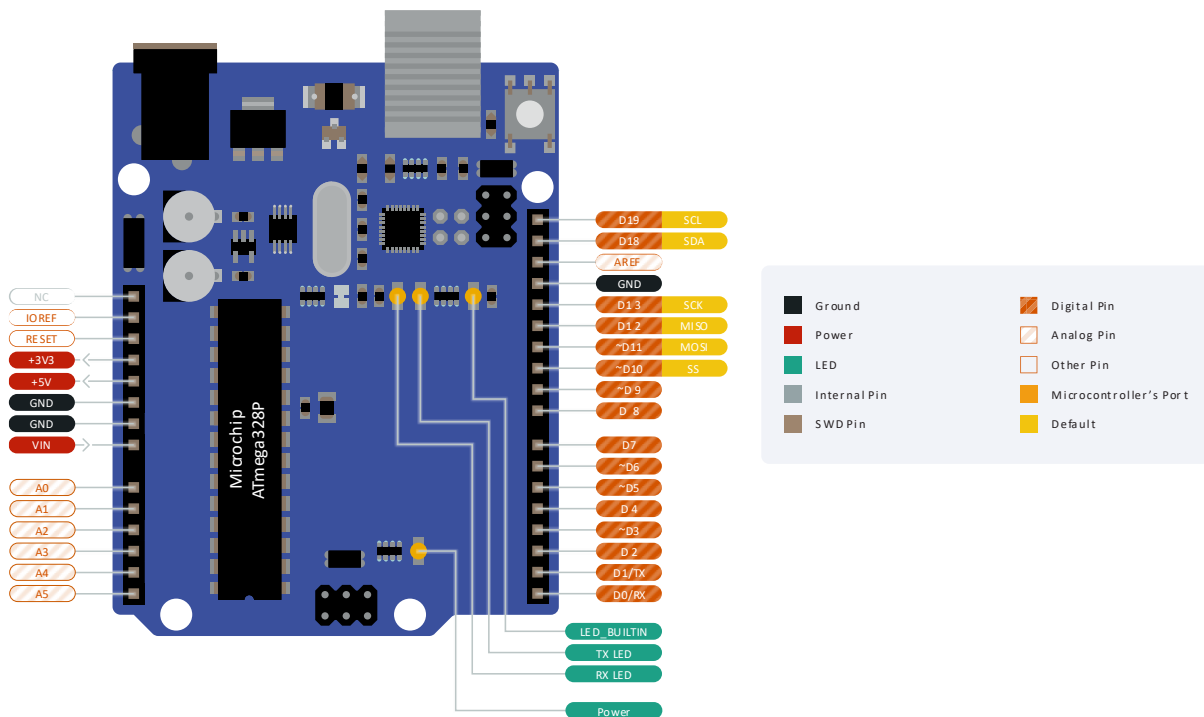 NC
IOREF
RESET
+3V3
+5V
GND
GND
VIN
A0
A1
A2
A3
A4
A5
Microchip
ATmega328P
D19 SCL
D18 SDA
AREF
GND
D13 SCK
D12 MISO
~D11 MOSI
~D10 SS
~D9
D 8
D7
~D6
~D5
D4
~D3
D2
D1/TX
D0/RX
LED_BUILTIN
TX LED
RX LED
Power
Ground
Power
LED
Internal Pin
SWD Pin
Digital Pin
Analog Pin
Other Pin
Microcontroller's Port
Default